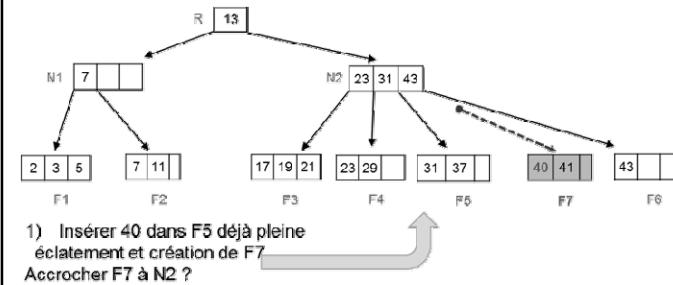 R 13
N1 7
N2 23 31 43
2 3 5
7 11
17 19 21
23 29
31 37
40 41
43
F1 F2 F3 F4 F5 F7 F6
1) Insérer 40 dans F5 déjà pleine
éclatement et création de F7
Accrocher F7 à N2 ?